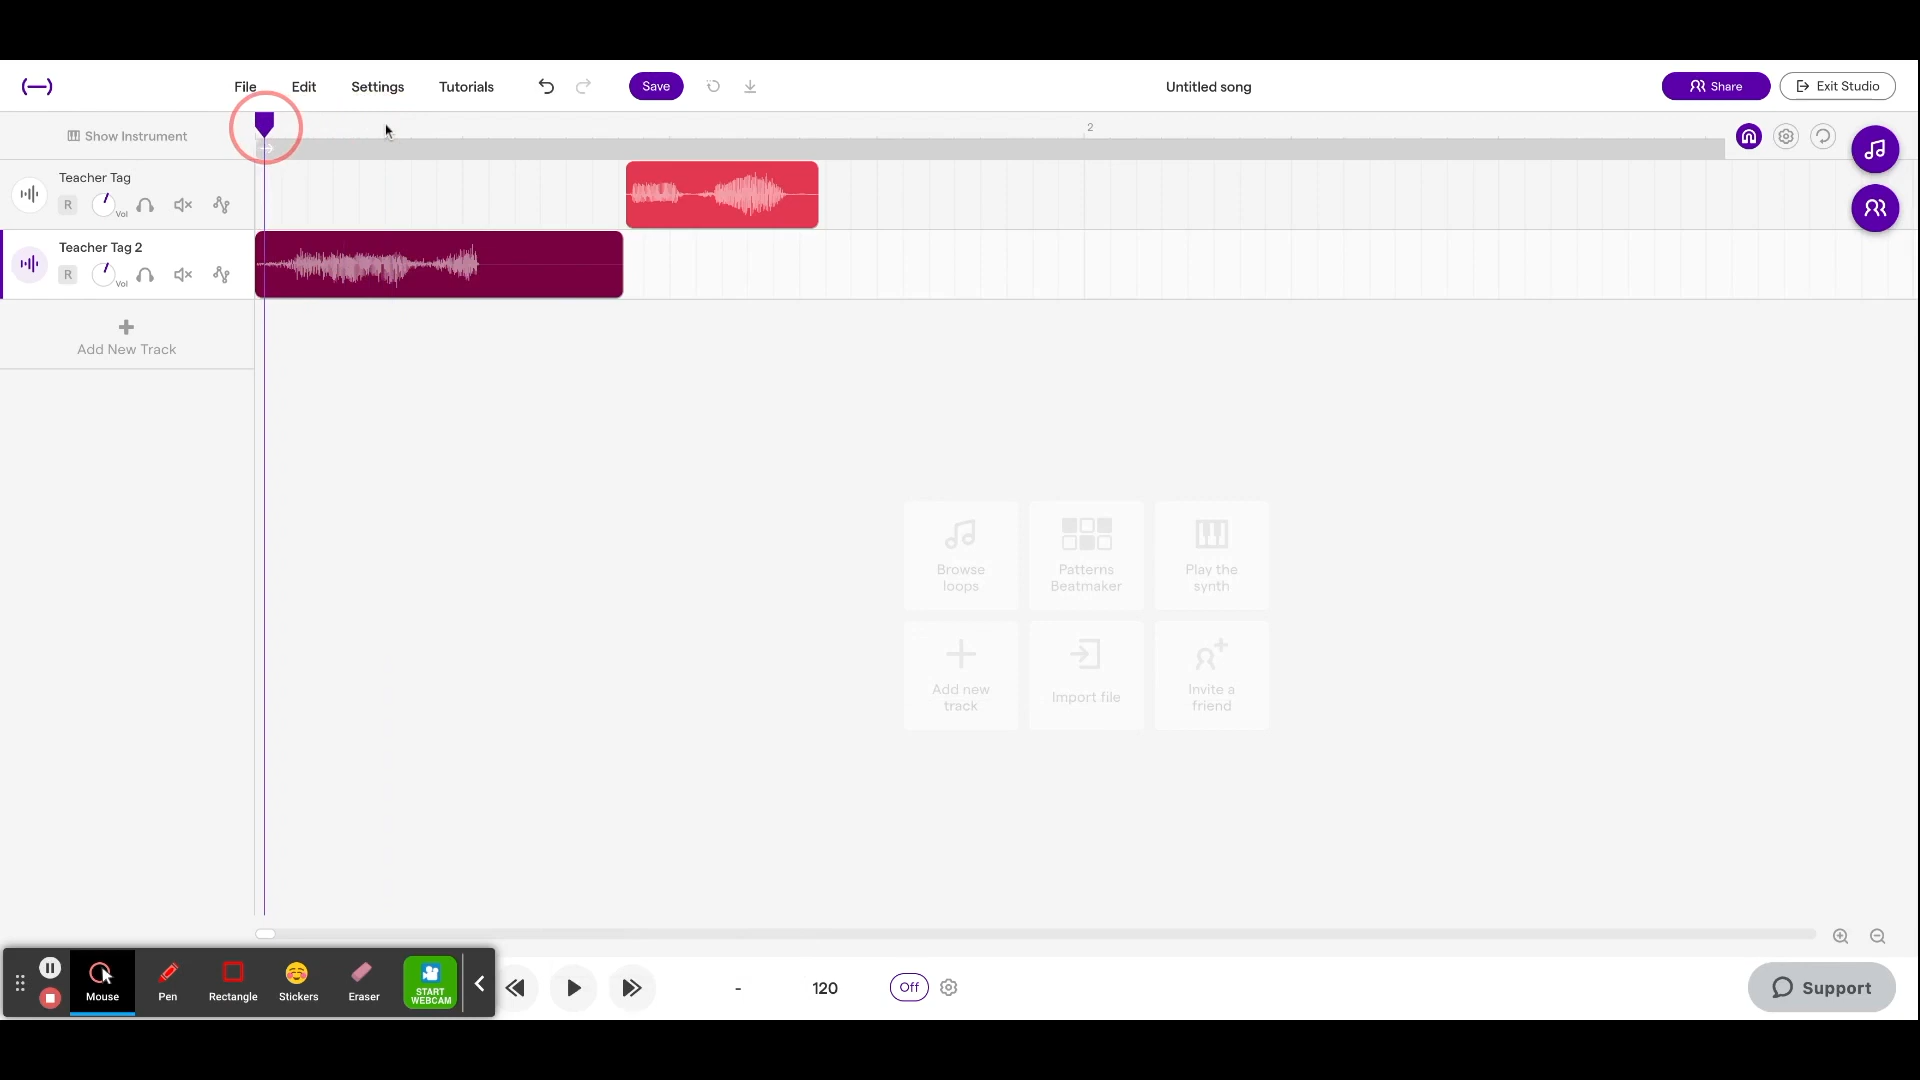 File Edit Settings Tutorials Save Untitled song Share Exit Studio
Show Instrument
2
Teacher Tag
R Vol
Teacher Tag 2
R Vol
Add New Track
Browse loops
Patterns Beatmaker
Play the synth
Add new track
Import file
Invite a friend
Mouse Pen Rectangle Stickers Eraser START WEBCAM
- 120 Off
Support